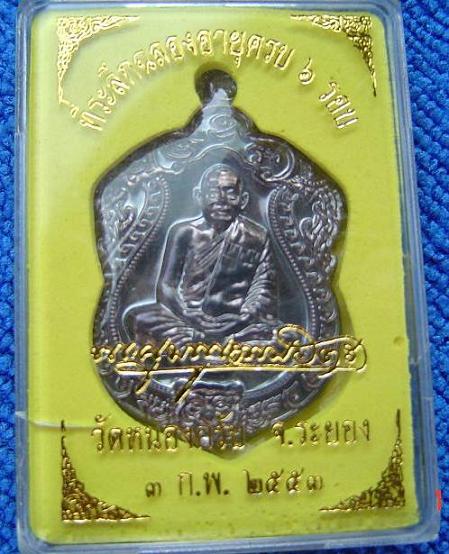 ที่ระลึกฉลองอายุครบ ๖ รอบ
วัดหนองกรับ จ.ระยอง
๓ ก.พ. ๒๕๕๓